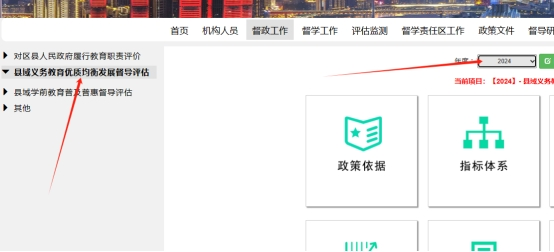 首页 机构人员 督政工作 督学工作 评估监测 督学责任区工作 政策文件 督导研
对区县人民政府履行教育职责评价
县域义务教育优质均衡发展督导评估
县域学前教育普及普惠督导评估
其他
年度： 2024
当前项目：【2024】- 县域义务教
政策依据
指标体系